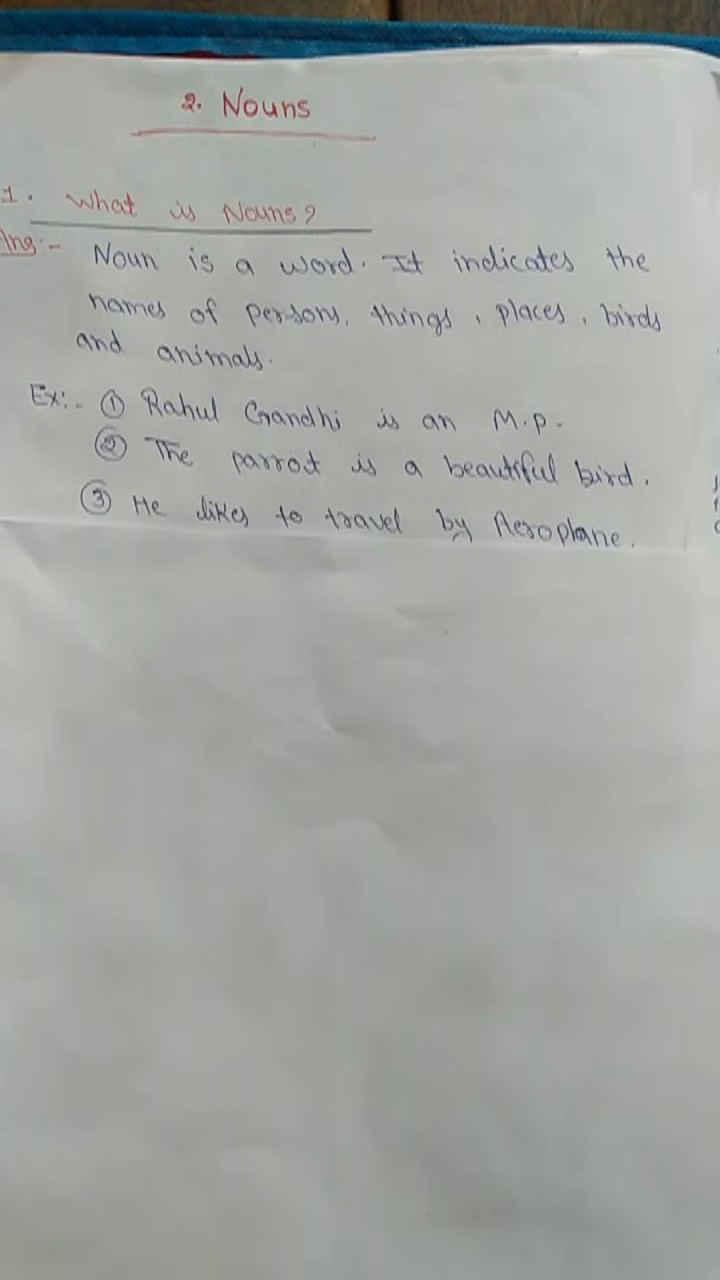 2. Nouns
1. What is Nouns?
Ans:-
Noun is a word. It indicates the
names of persons, things, places, birds
and animals.
Ex:- ① Rahul Gandhi is an M.P.
② The parrot is a beautiful bird.
③ He likes to travel by Aeroplane.